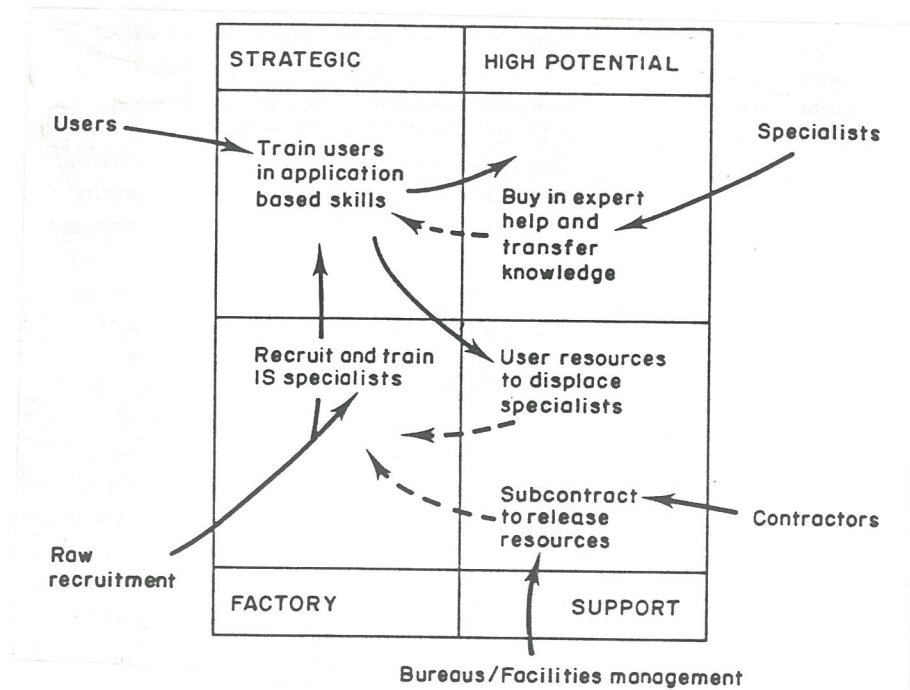 STRATEGIC
HIGH POTENTIAL
Users
Specialists
Train users
in application
based skills
Buy in expert
help and
transfer
knowledge
Recruit and train
IS specialists
User resources
to displace
specialists
Subcontract
to release
resources
Contractors
Raw
recruitment
FACTORY
SUPPORT
Bureaus/Facilities management